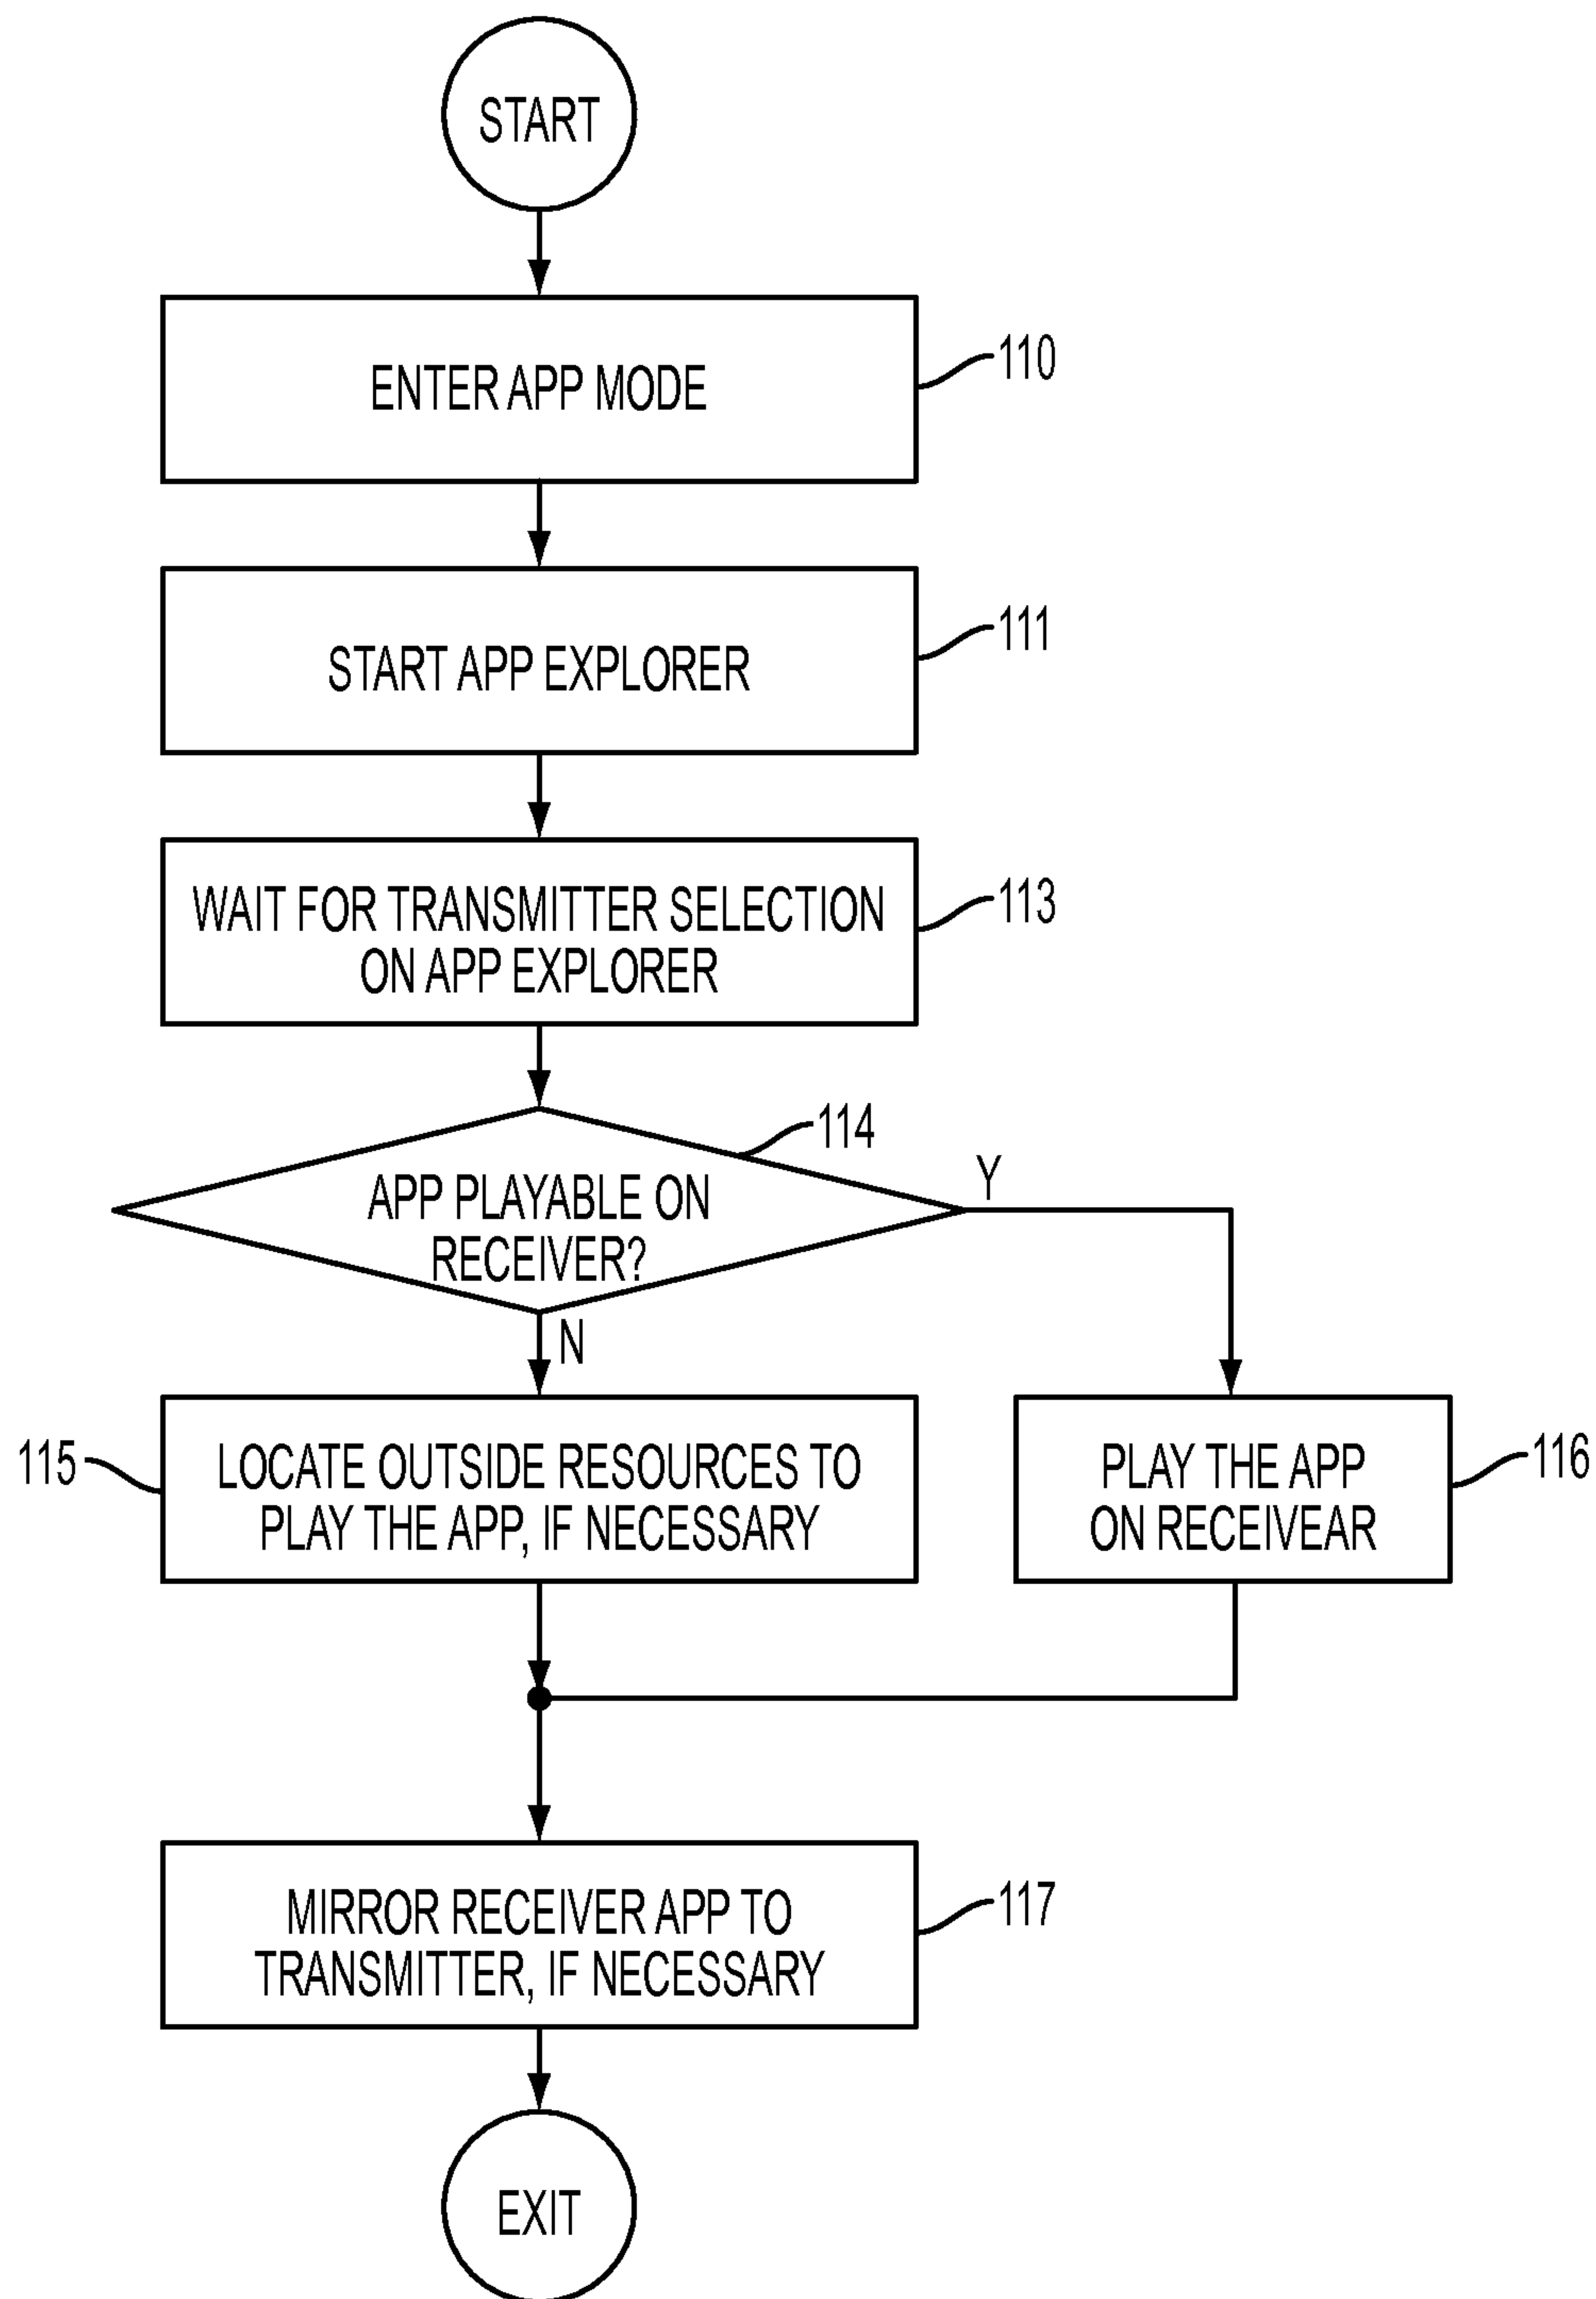 START
ENTER APP MODE
110
START APP EXPLORER
111
WAIT FOR TRANSMITTER SELECTION
ON APP EXPLORER
113
114
APP PLAYABLE ON
RECEIVER?
Y
N
115
LOCATE OUTSIDE RESOURCES TO
PLAY THE APP, IF NECESSARY
PLAY THE APP
ON RECEIVEAR
116
MIRROR RECEIVER APP TO
TRANSMITTER, IF NECESSARY
117
EXIT